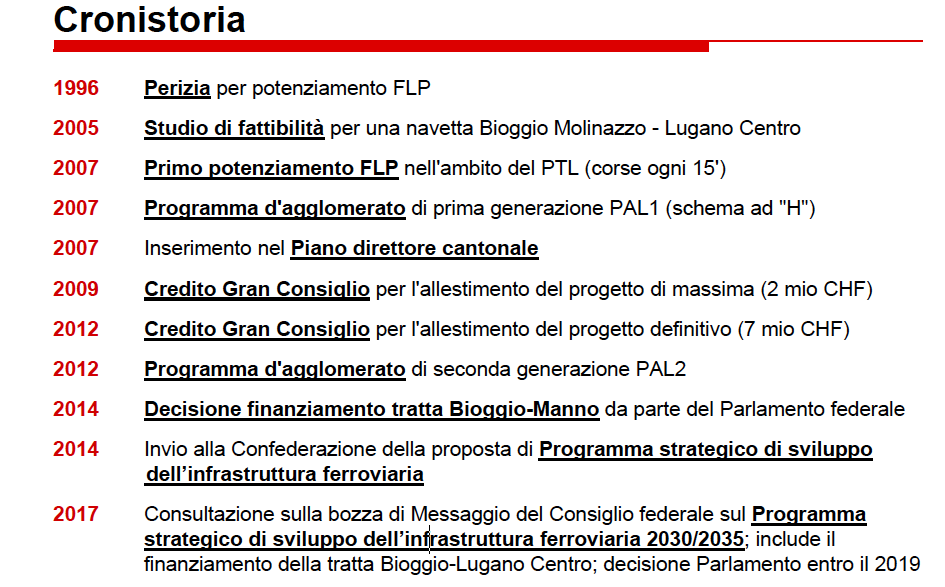 Cronistoria
1996 Perizia per potenziamento FLP
2005 Studio di fattibilità per una navetta Bioggio Molinazzo - Lugano Centro
2007 Primo potenziamento FLP nell'ambito del PTL (corse ogni 15')
2007 Programma d'agglomerato di prima generazione PAL1 (schema ad "H")
2007 Inserimento nel Piano direttore cantonale
2009 Credito Gran Consiglio per l'allestimento del progetto di massima (2 mio CHF)
2012 Credito Gran Consiglio per l'allestimento del progetto definitivo (7 mio CHF)
2012 Programma d'agglomerato di seconda generazione PAL2
2014 Decisione finanziamento tratta Bioggio-Manno da parte del Parlamento federale
2014 Invio alla Confederazione della proposta di Programma strategico di sviluppo
dell’infrastruttura ferroviaria
2017 Consultazione sulla bozza di Messaggio del Consiglio federale sul Programma
strategico di sviluppo dell’infrastruttura ferroviaria 2030/2035; include il
finanziamento della tratta Bioggio-Lugano Centro; decisione Parlamento entro il 2019